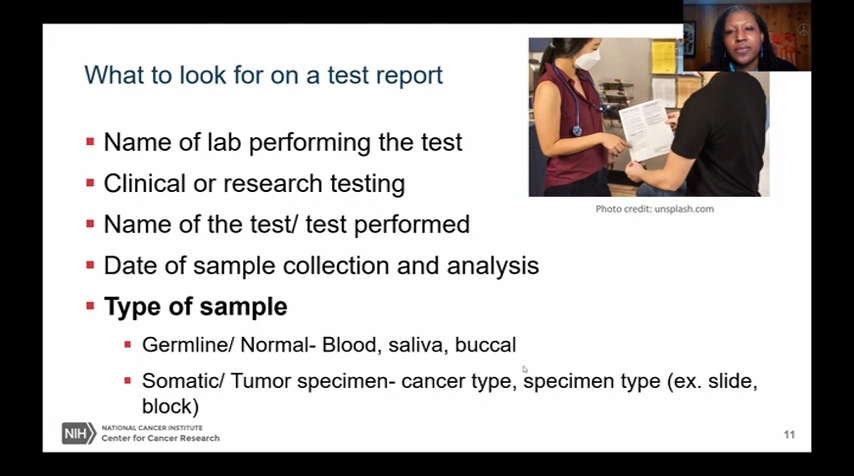 What to look for on a test report
Photo credit: unsplash.com
▪ Name of lab performing the test
▪ Clinical or research testing
▪ Name of the test/ test performed
▪ Date of sample collection and analysis
▪ Type of sample
▪ Germline/ Normal- Blood, saliva, buccal
▪ Somatic/ Tumor specimen- cancer type, specimen type (ex. slide,
block)
NIH
NATIONAL CANCER INSTITUTE
Center for Cancer Research
11